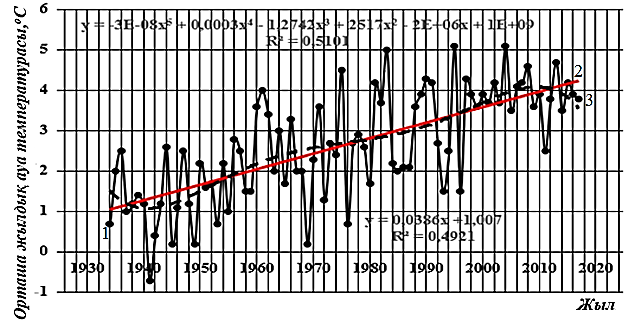 6
y = -3E-08x⁵ + 0,0003x⁴ - 1,2742x³ + 2517x² - 2E+06x + 1E+09
R² = 0,5101
5
2
4
3
3
2
y = 0,0386x +1,007
R² = 0,4921
1
1
0
1930 1940 1950 1960 1970 1980 1990 2000 2010 2020
-1
Жыл
Орташа жылдық ауа температурасы,°С